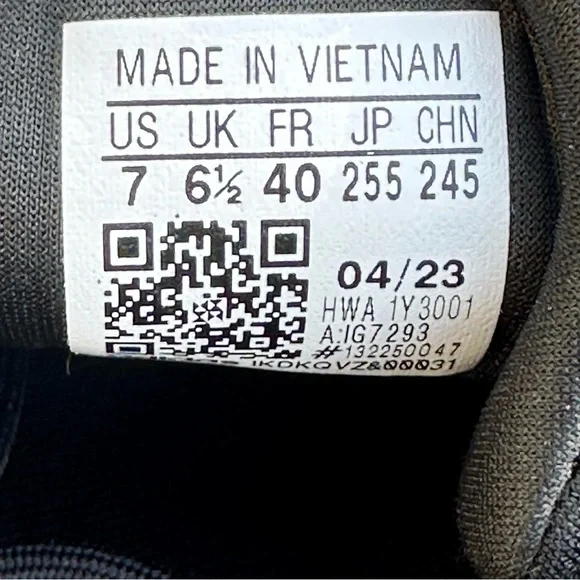 MADE IN VIETNAM
US UK FR JP CHN
7 6½ 40 255 245
04/23
HWA 1Y3001
A:IG7293
#132250047